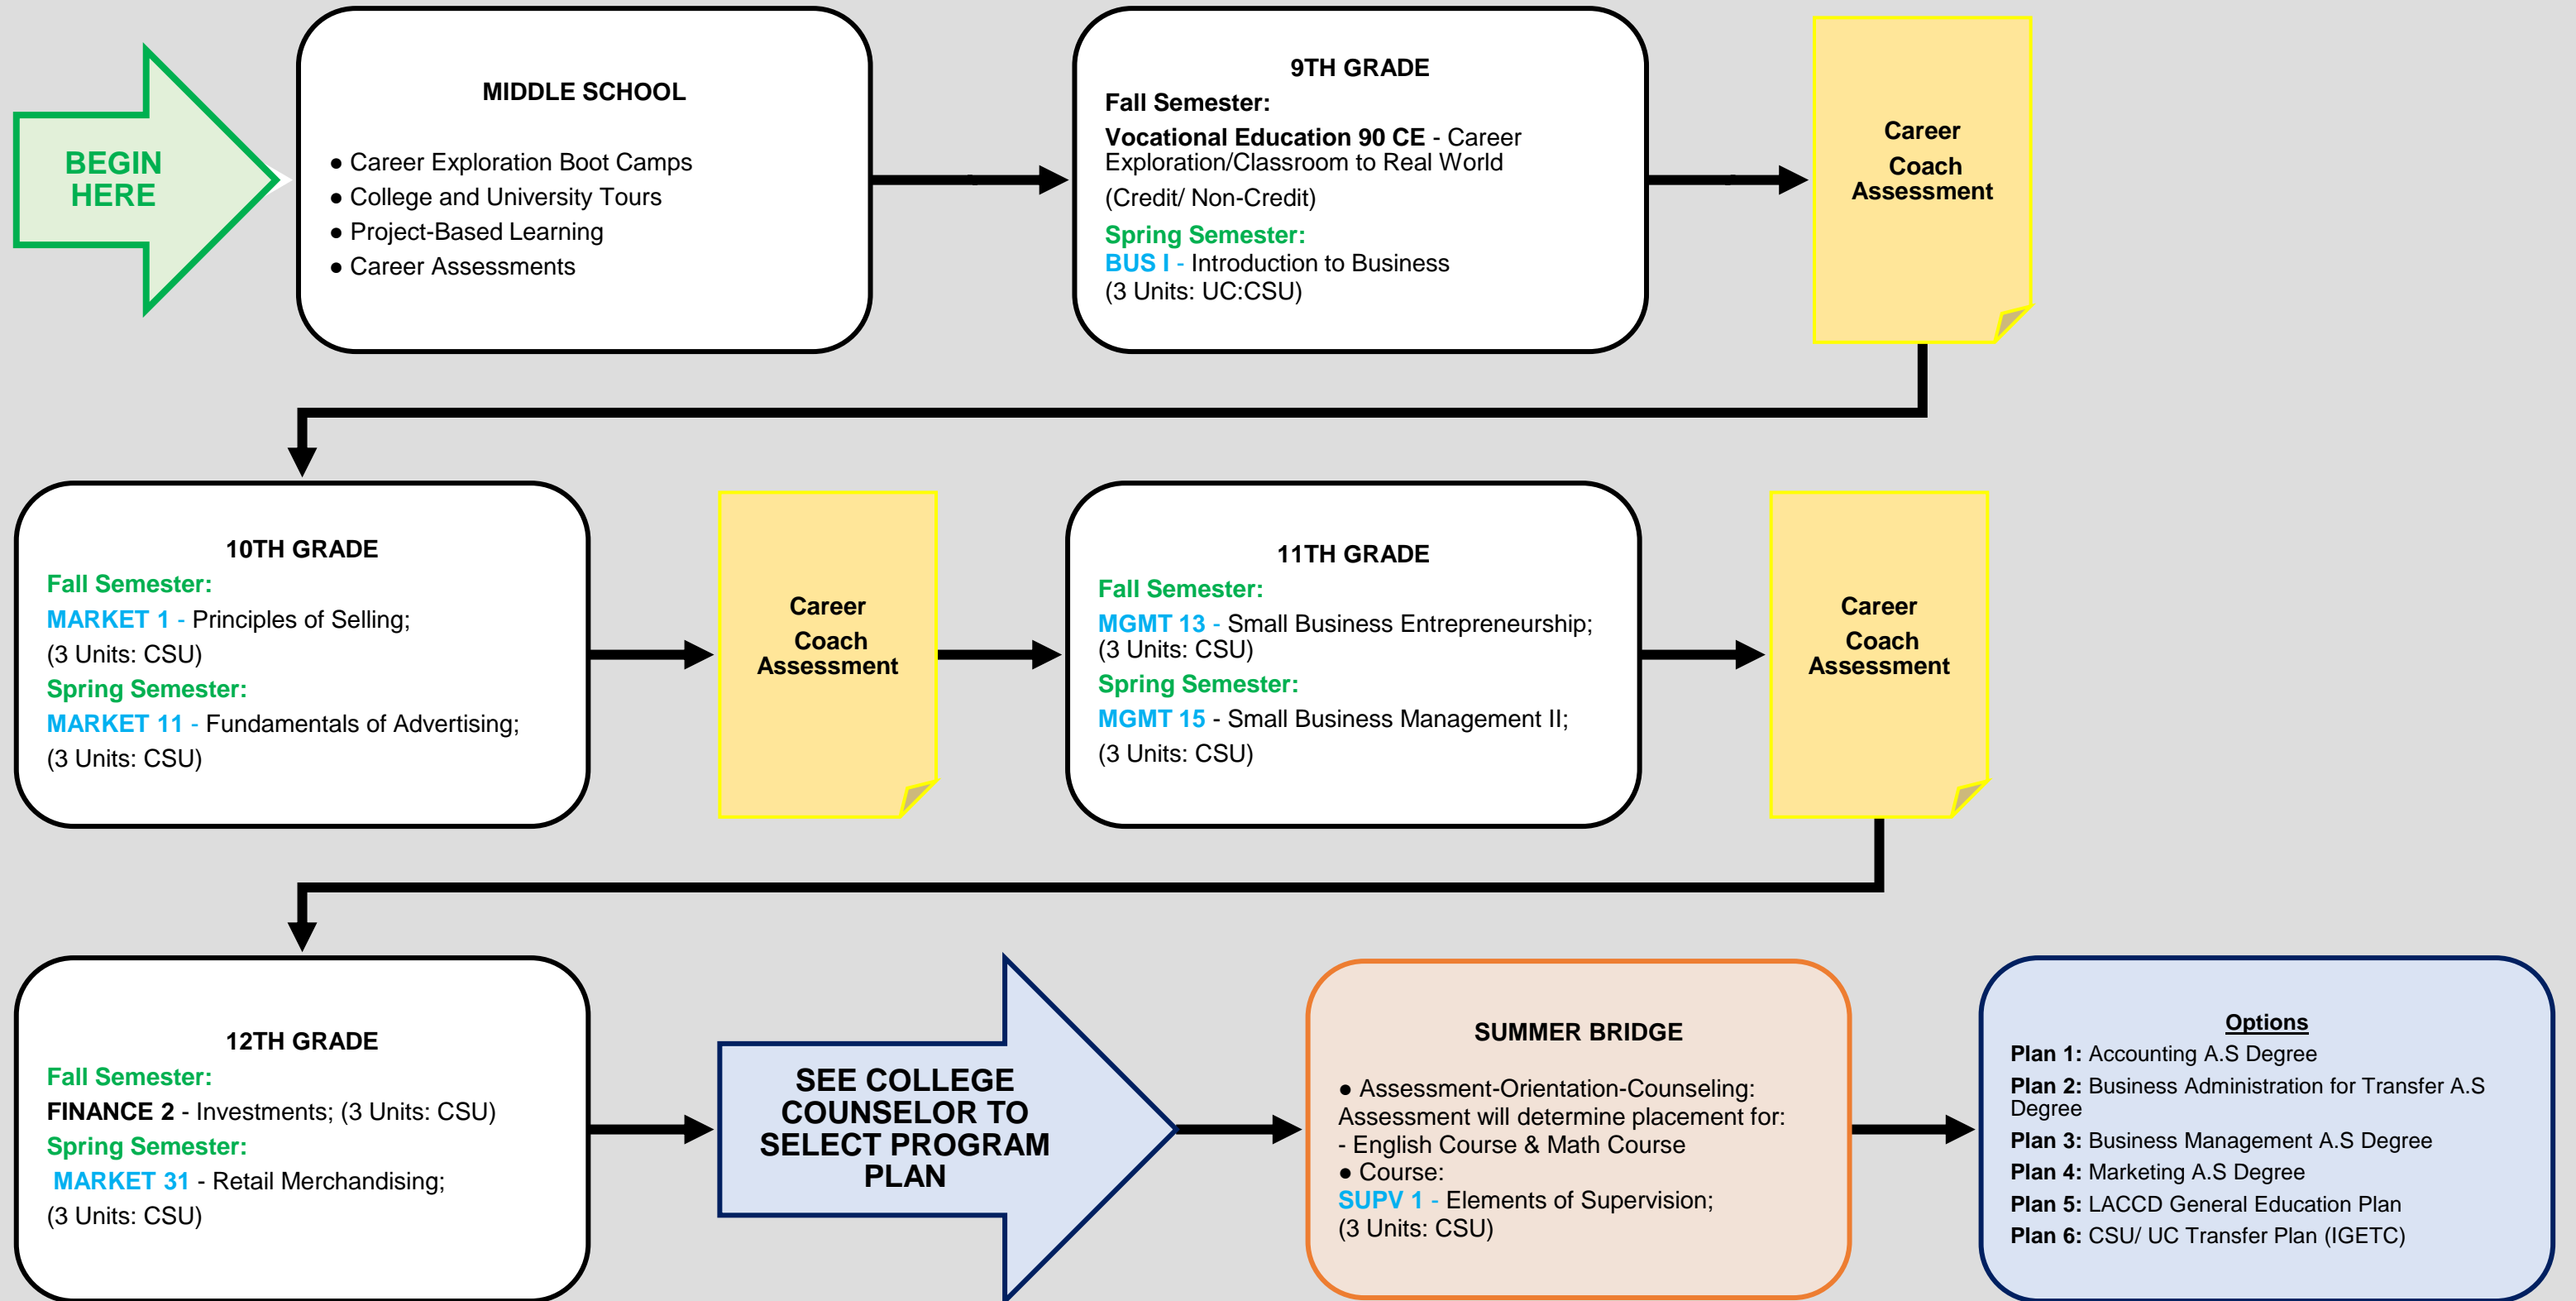 BEGIN
HERE
MIDDLE SCHOOL
● Career Exploration Boot Camps
● College and University Tours
● Project-Based Learning
● Career Assessments
9TH GRADE
Fall Semester:
Vocational Education 90 CE - Career
Exploration/Classroom to Real World
(Credit/ Non-Credit)
Spring Semester:
BUS I - Introduction to Business
(3 Units: UC:CSU)
Career
Coach
Assessment
10TH GRADE
Fall Semester:
MARKET 1 - Principles of Selling;
(3 Units: CSU)
Spring Semester:
MARKET 11 - Fundamentals of Advertising;
(3 Units: CSU)
Career
Coach
Assessment
11TH GRADE
Fall Semester:
MGMT 13 - Small Business Entrepreneurship;
(3 Units: CSU)
Spring Semester:
MGMT 15 - Small Business Management II;
(3 Units: CSU)
Career
Coach
Assessment
12TH GRADE
Fall Semester:
FINANCE 2 - Investments; (3 Units: CSU)
Spring Semester:
MARKET 31 - Retail Merchandising;
(3 Units: CSU)
SEE COLLEGE
COUNSELOR TO
SELECT PROGRAM
PLAN
SUMMER BRIDGE
● Assessment-Orientation-Counseling:
Assessment will determine placement for:
- English Course & Math Course
● Course:
SUPV 1 - Elements of Supervision;
(3 Units: CSU)
Options
Plan 1: Accounting A.S Degree
Plan 2: Business Administration for Transfer A.S
Degree
Plan 3: Business Management A.S Degree
Plan 4: Marketing A.S Degree
Plan 5: LACCD General Education Plan
Plan 6: CSU/ UC Transfer Plan (IGETC)